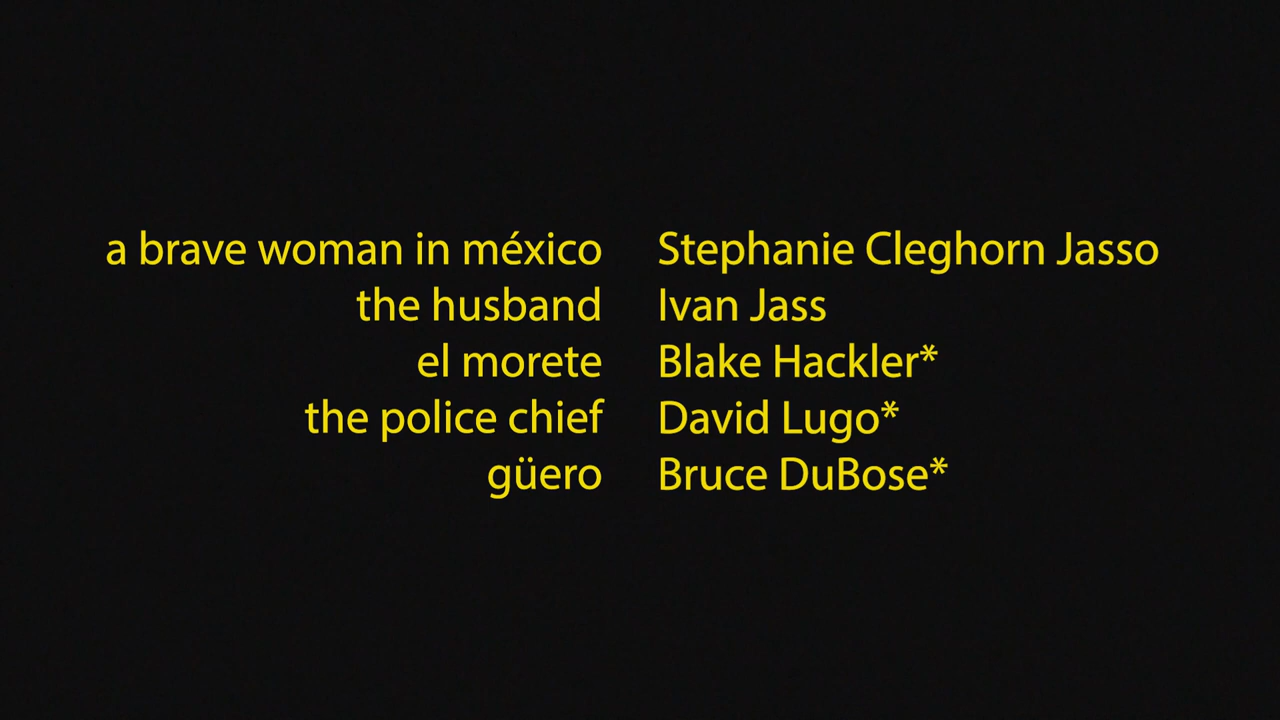 a brave woman in méxico Stephanie Cleghorn Jasso
the husband Ivan Jass
el morete Blake Hackler*
the police chief David Lugo*
güero Bruce DuBose*